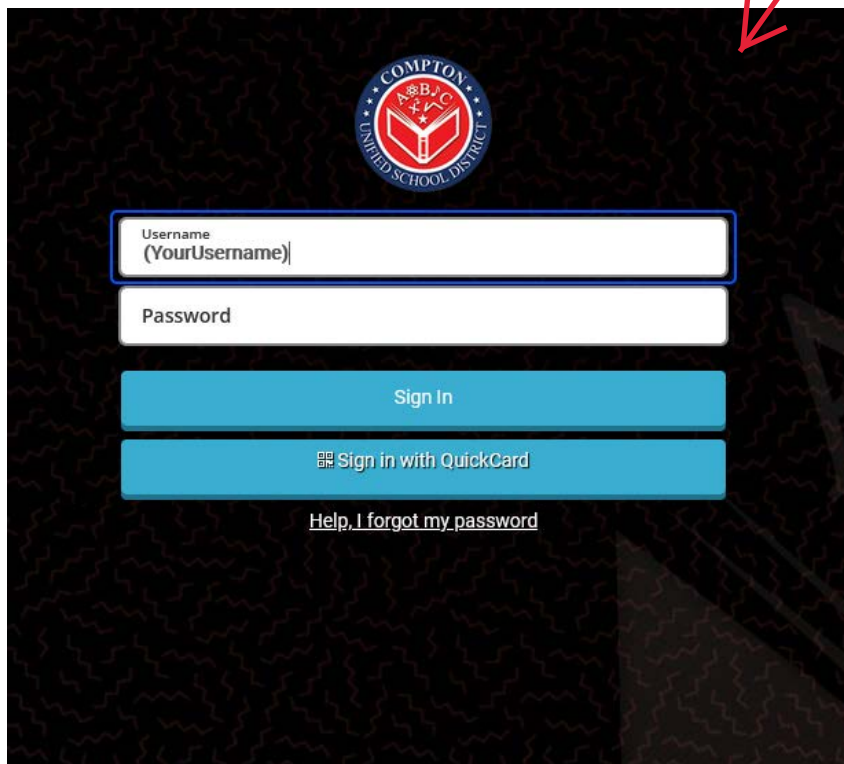 COMPTON
A B C
UNIFIED SCHOOL DISTRICT
Username
(YourUsername)
Password
Sign In
Sign in with QuickCard
Help, I forgot my password